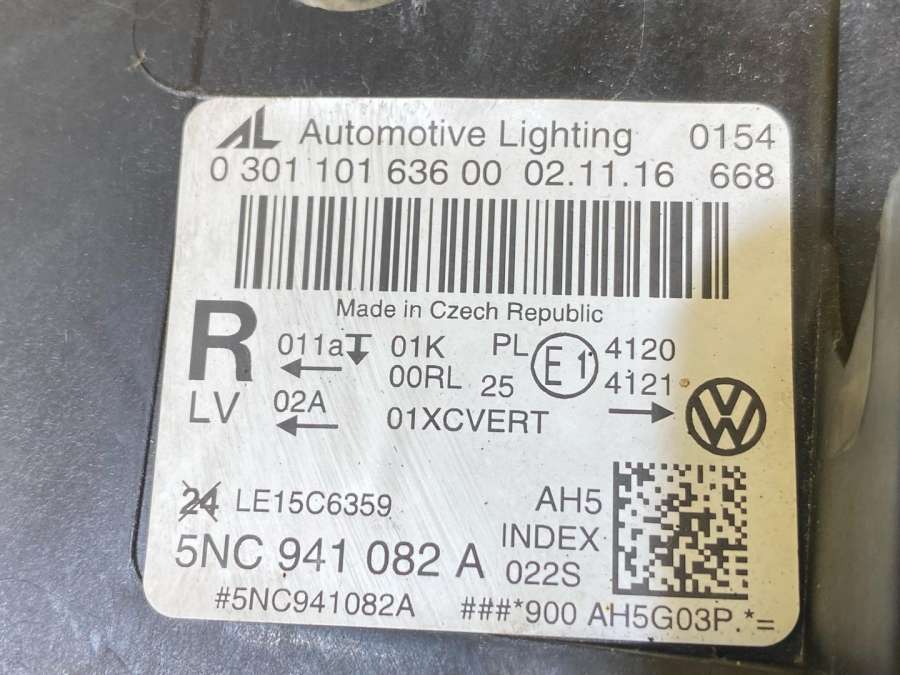 AL Automotive Lighting 0154
0 301 101 636 00 02.11.16 668
Made in Czech Republic
R 011a 01K PL E1 4120
00RL 25 4121
LV 02A 01XCVERT
24 LE15C6359 AH5
5NC 941 082 A INDEX
022S
#5NC941082A ###*900 AH5G03P.*=